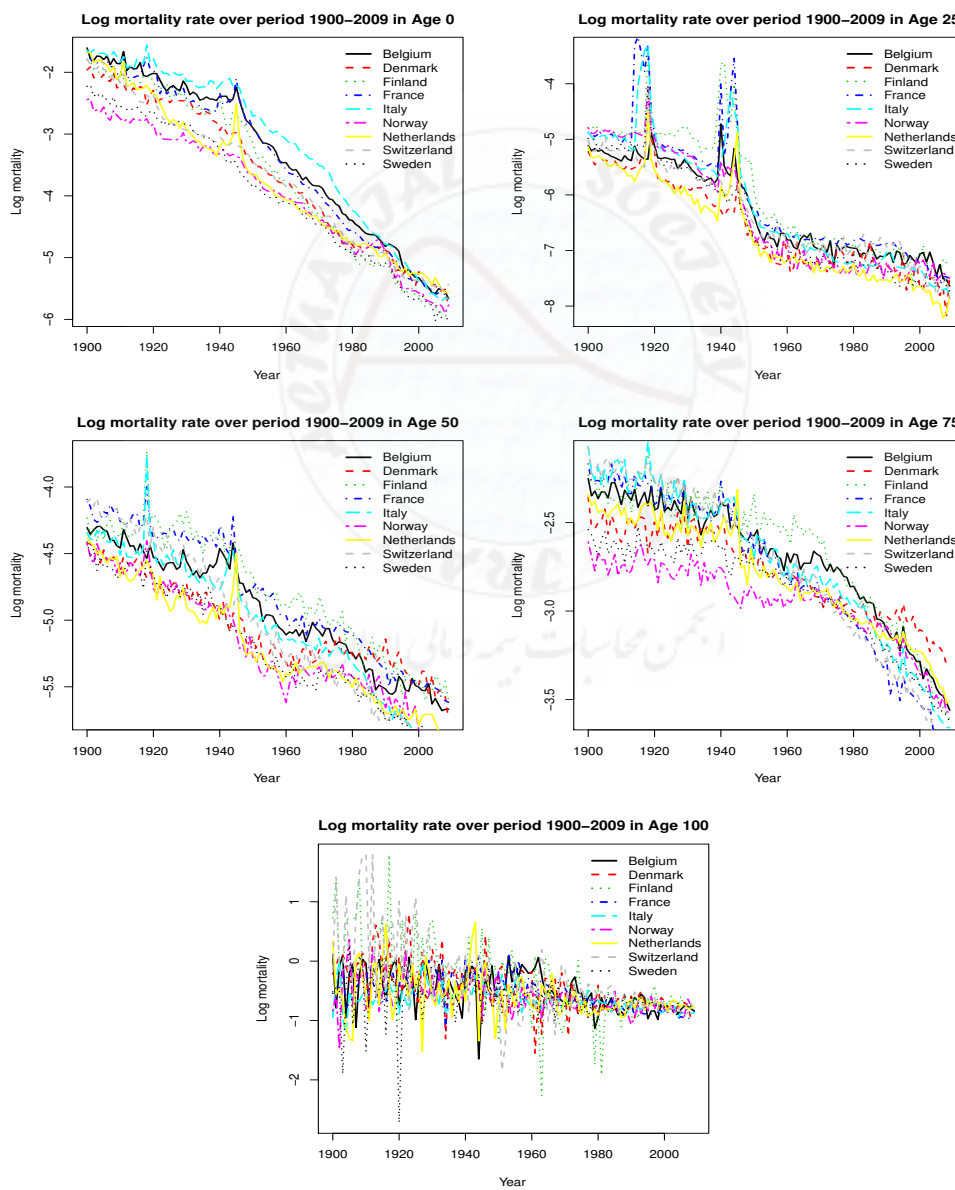 Log mortality rate over period 1900−2009 in Age 0
−2
−3
−4
−5
−6
Log mortality
1900
1920
1940
1960
1980
2000
Year
Belgium
Denmark
Finland
France
Italy
Norway
Netherlands
Switzerland
Sweden
Log mortality rate over period 1900−2009 in Age 25
−4
−5
−6
−7
−8
Log mortality
1900
1920
1940
1960
1980
2000
Year
Belgium
Denmark
Finland
France
Italy
Norway
Netherlands
Switzerland
Sweden
Log mortality rate over period 1900−2009 in Age 50
−4.0
−4.5
−5.0
−5.5
Log mortality
1900
1920
1940
1960
1980
2000
Year
Belgium
Denmark
Finland
France
Italy
Norway
Netherlands
Switzerland
Sweden
Log mortality rate over period 1900−2009 in Age 75
−2.5
−3.0
−3.5
Log mortality
1900
1920
1940
1960
1980
2000
Year
Belgium
Denmark
Finland
France
Italy
Norway
Netherlands
Switzerland
Sweden
Log mortality rate over period 1900−2009 in Age 100
1
0
−1
−2
Log mortality
1900
1920
1940
1960
1980
2000
Year
Belgium
Denmark
Finland
France
Italy
Norway
Netherlands
Switzerland
Sweden
society